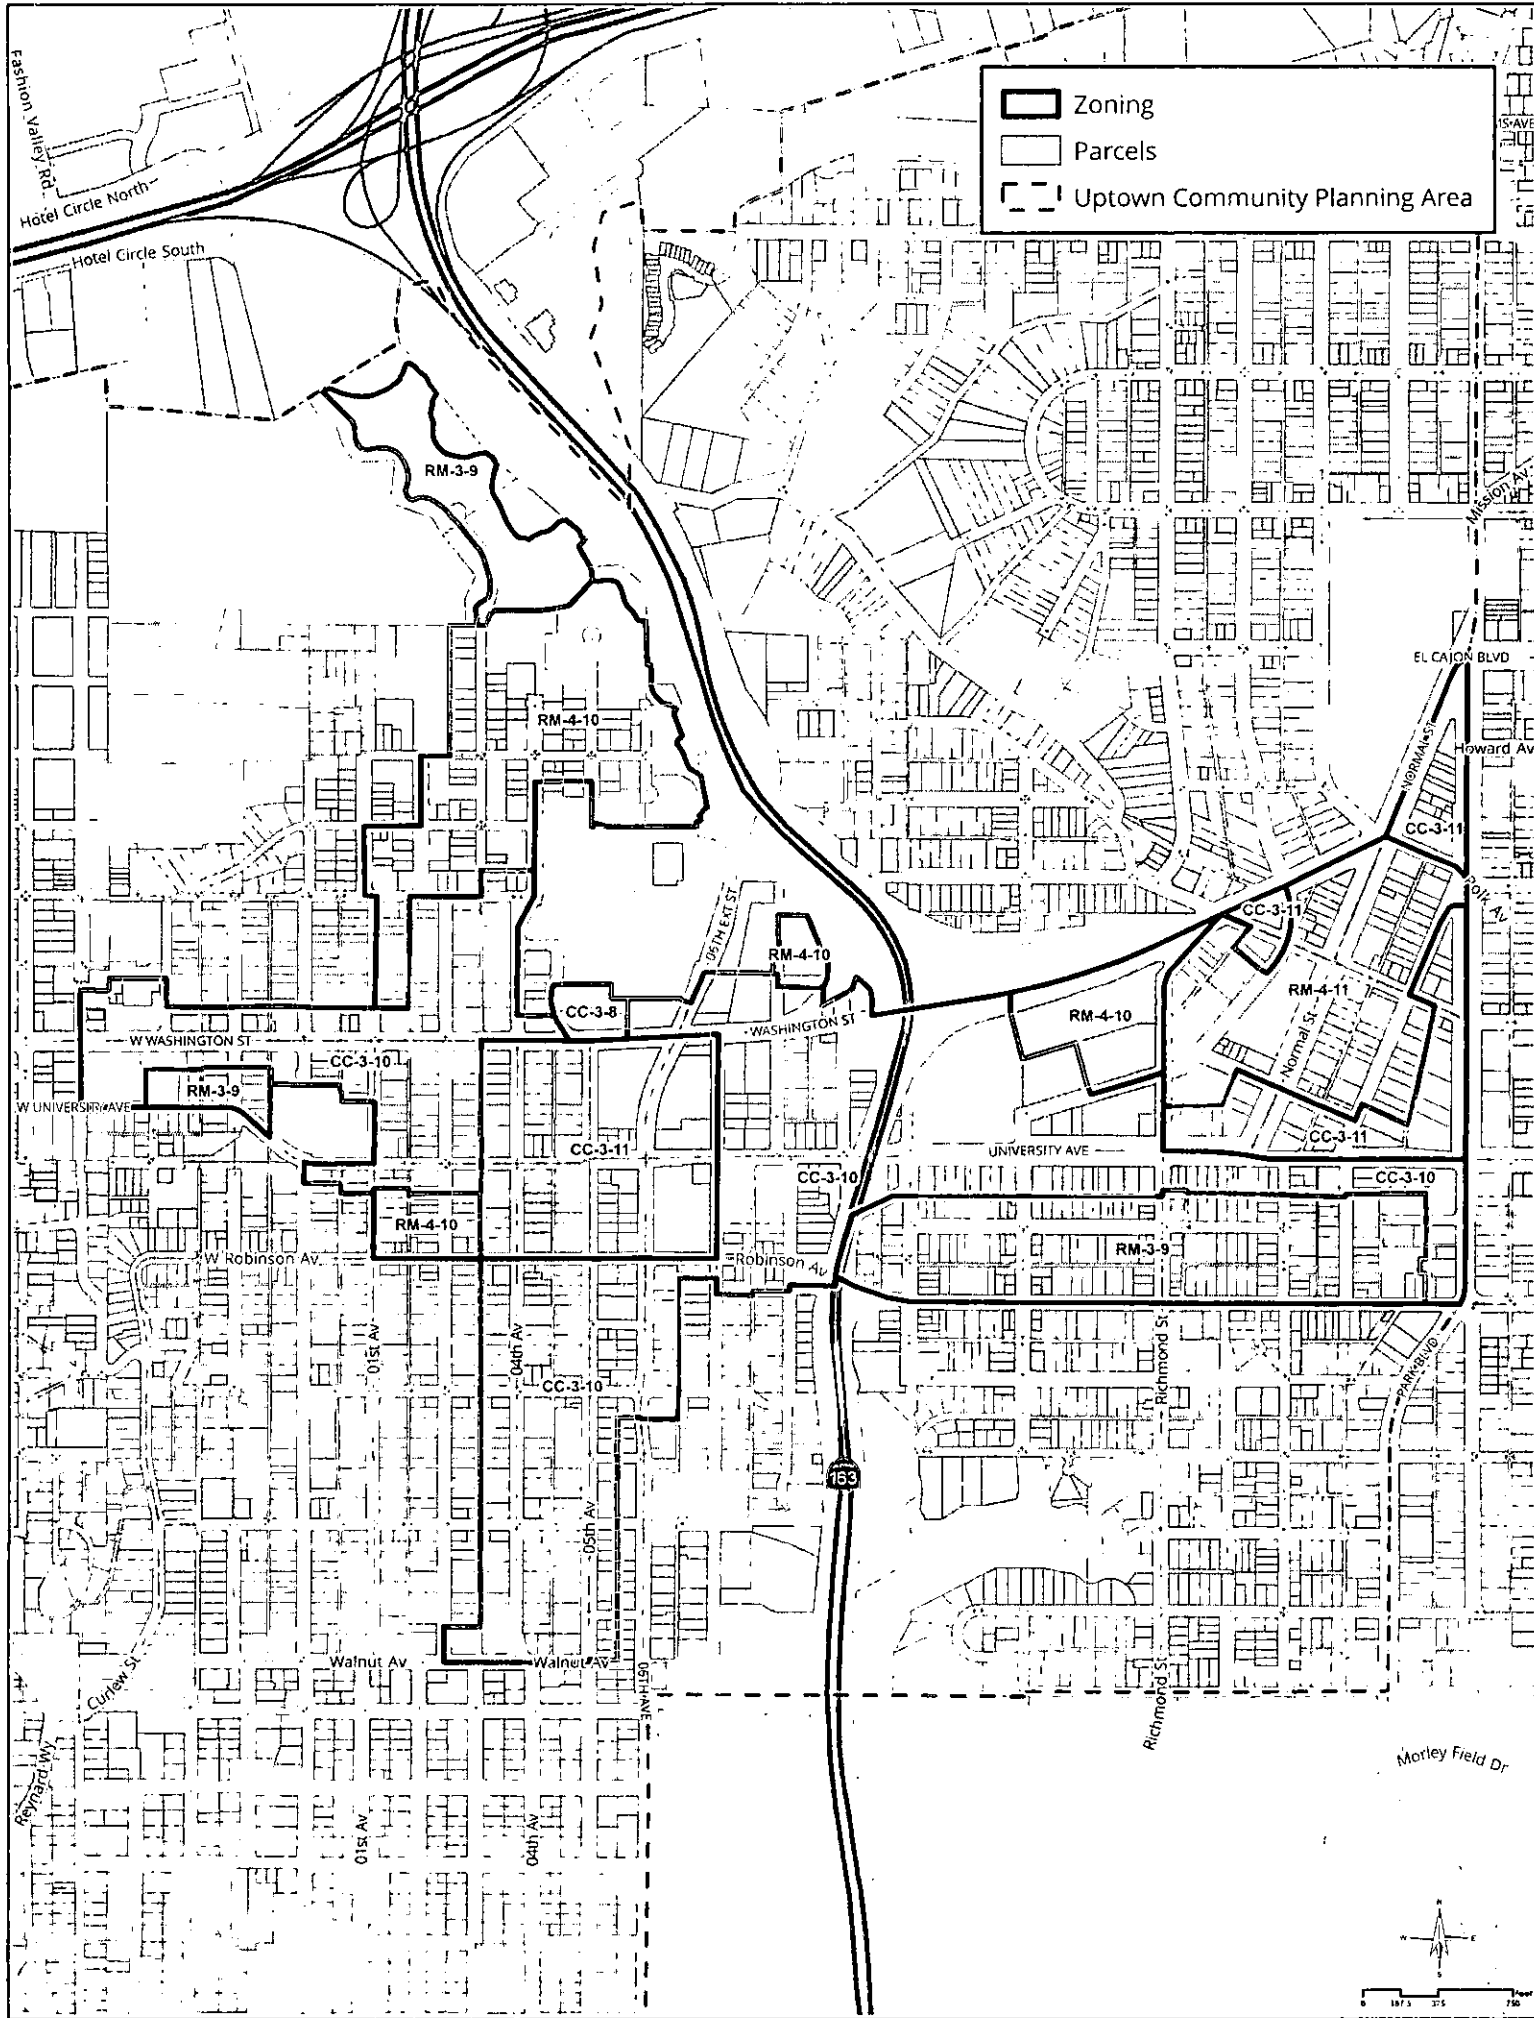 Zoning
Parcels
Uptown Community Planning Area
Fashion Valley Rd
Hotel Circle North
Hotel Circle South
Mission Av
RM-3-9
EL CAJON BLVD
RM-4-10
NORMAL ST
Howard Av
CC-3-11
Polk Av
CC-3-11
05TH EXT ST
RM-4-10
RM-4-11
CC-3-8
WASHINGTON ST
RM-4-10
Normal St
W WASHINGTON ST
CC-3-10
RM-3-9
W UNIVERSITY AVE
CC-3-11
CC-3-11
UNIVERSITY AVE
CC-3-10
CC-3-10
RM-4-10
W Robinson Av
Robinson Av
RM-3-9
01st Av
04th Av
Richmond St
PARK BLVD
CC-3-10
163
05th Av
Walnut Av
Walnut Av
Curlew St
06TH AVE
Richmond St
Reynard Wy
Morley Field Dr
01st Av
04th Av
N
W E
S
0 187.5 375 750
Feet